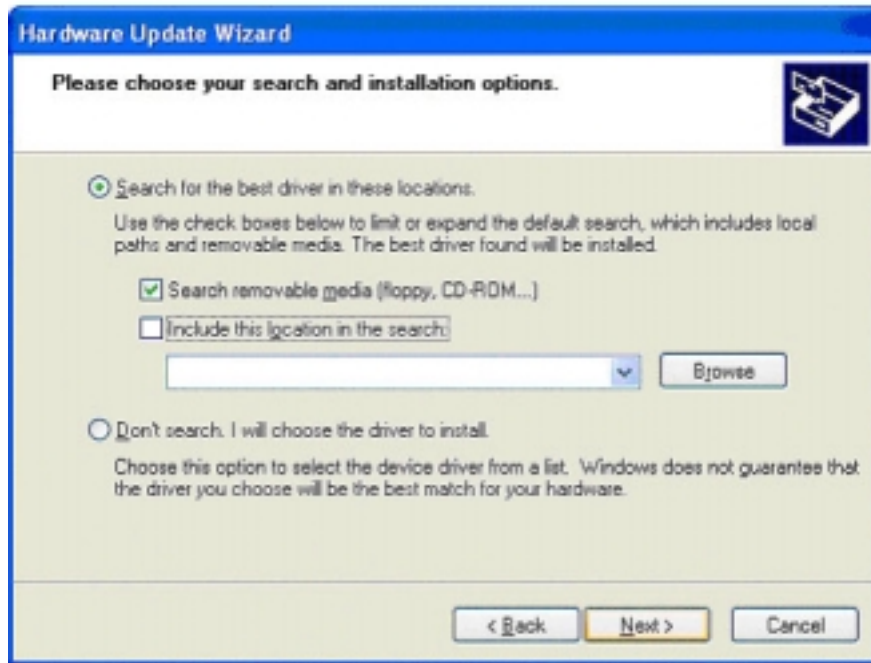 Hardware Update Wizard
Please choose your search and installation options.
Search for the best driver in these locations.
Use the check boxes below to limit or expand the default search, which includes local
paths and removable media. The best driver found will be installed.
Search removable media (floppy, CD-ROM...)
Include this location in the search:
Browse
Don't search. I will choose the driver to install.
Choose this option to select the device driver from a list. Windows does not guarantee that
the driver you choose will be the best match for your hardware.
< Back
Next >
Cancel